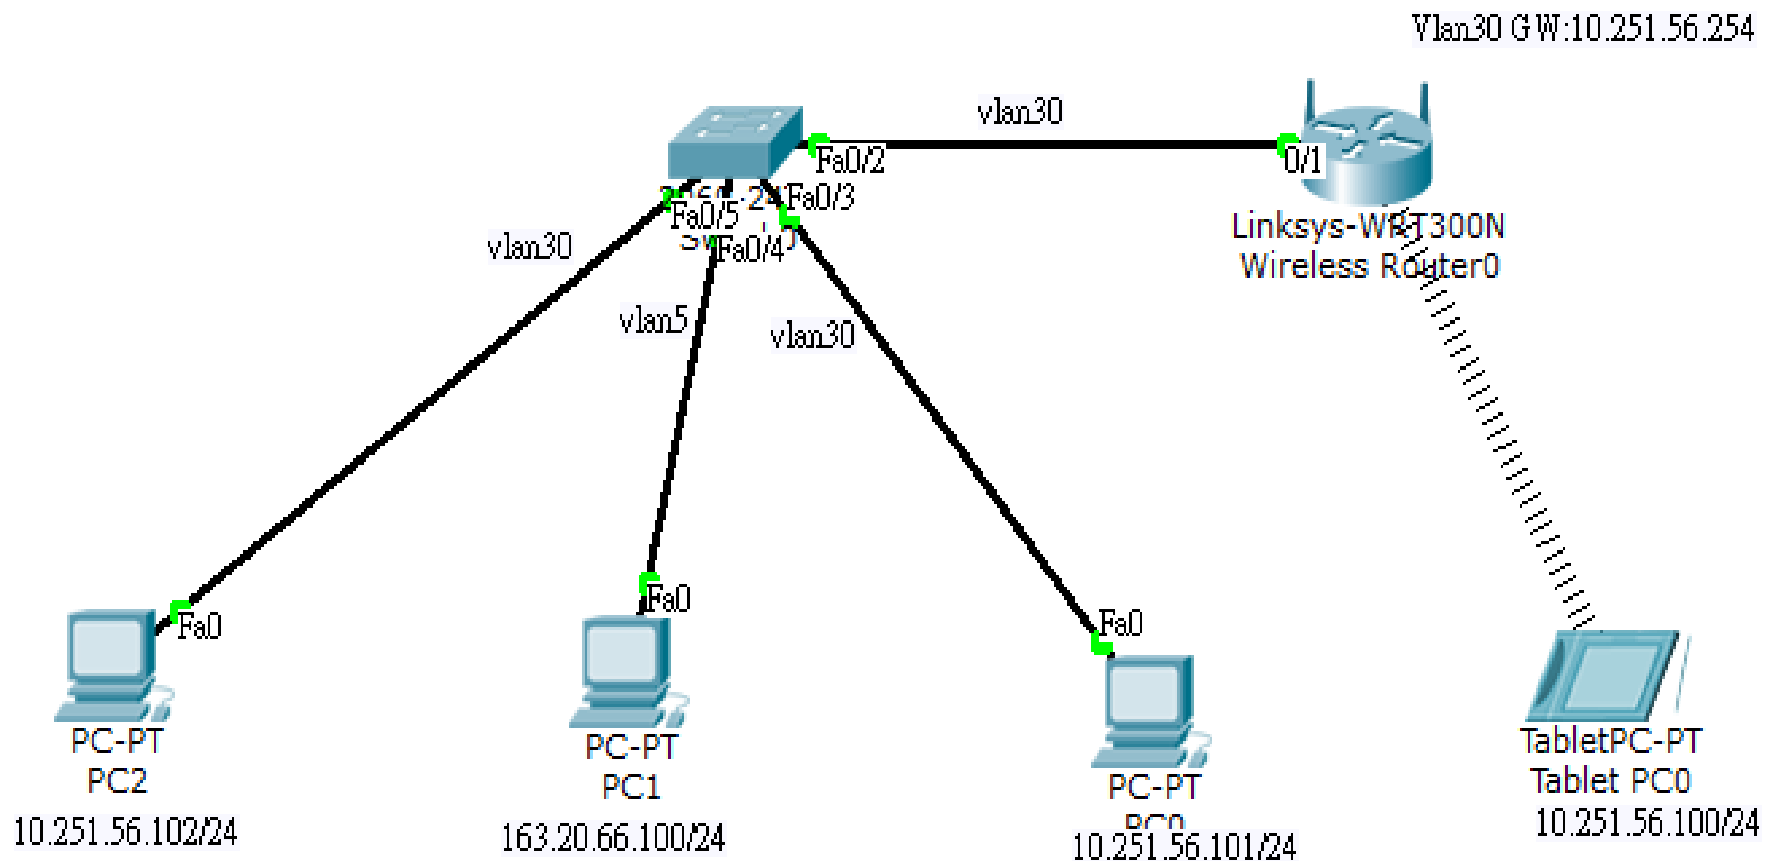 Vlan30 GW:10.251.56.254
vlan30
Fa0/2
0/1
Fa0/3
Fa0/5
Fa0/4
Linksys-WRT300N
Wireless Router0
vlan30
vlan5
vlan30
Fa0
Fa0
Fa0
PC-PT
PC2
10.251.56.102/24
PC-PT
PC1
163.20.66.100/24
PC-PT
PC0
10.251.56.101/24
TabletPC-PT
Tablet PC0
10.251.56.100/24